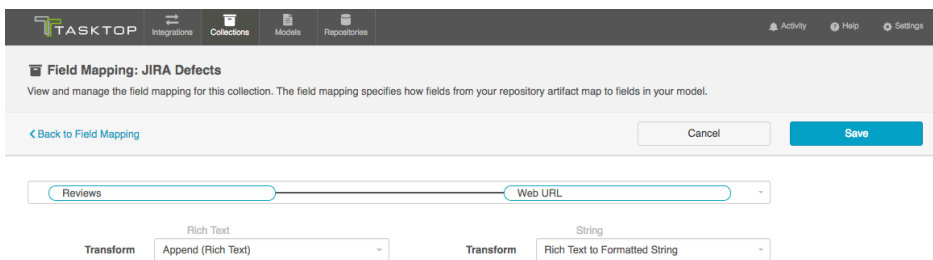 TASKTOP Integrations Collections Models Repositories Activity Help Settings
Field Mapping: JIRA Defects
View and manage the field mapping for this collection. The field mapping specifies how fields from your repository artifact map to fields in your model.
Back to Field Mapping Cancel Save
Reviews Web URL
Rich Text String
Transform Append (Rich Text) Transform Rich Text to Formatted String